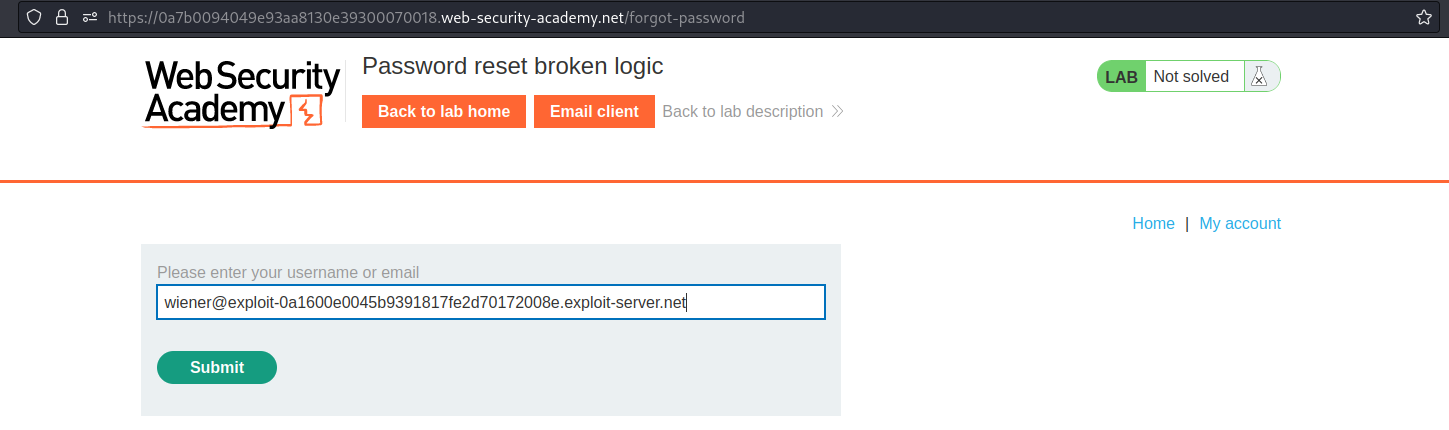 https://0a7b0094049e93aa8130e39300070018.web-security-academy.net/forgot-password
Web Security
Academy
Password reset broken logic
Back to lab home
Email client
Back to lab description
LAB
Not solved
Home | My account
Please enter your username or email
wiener@exploit-0a1600e0045b9391817fe2d70172008e.exploit-server.net
Submit